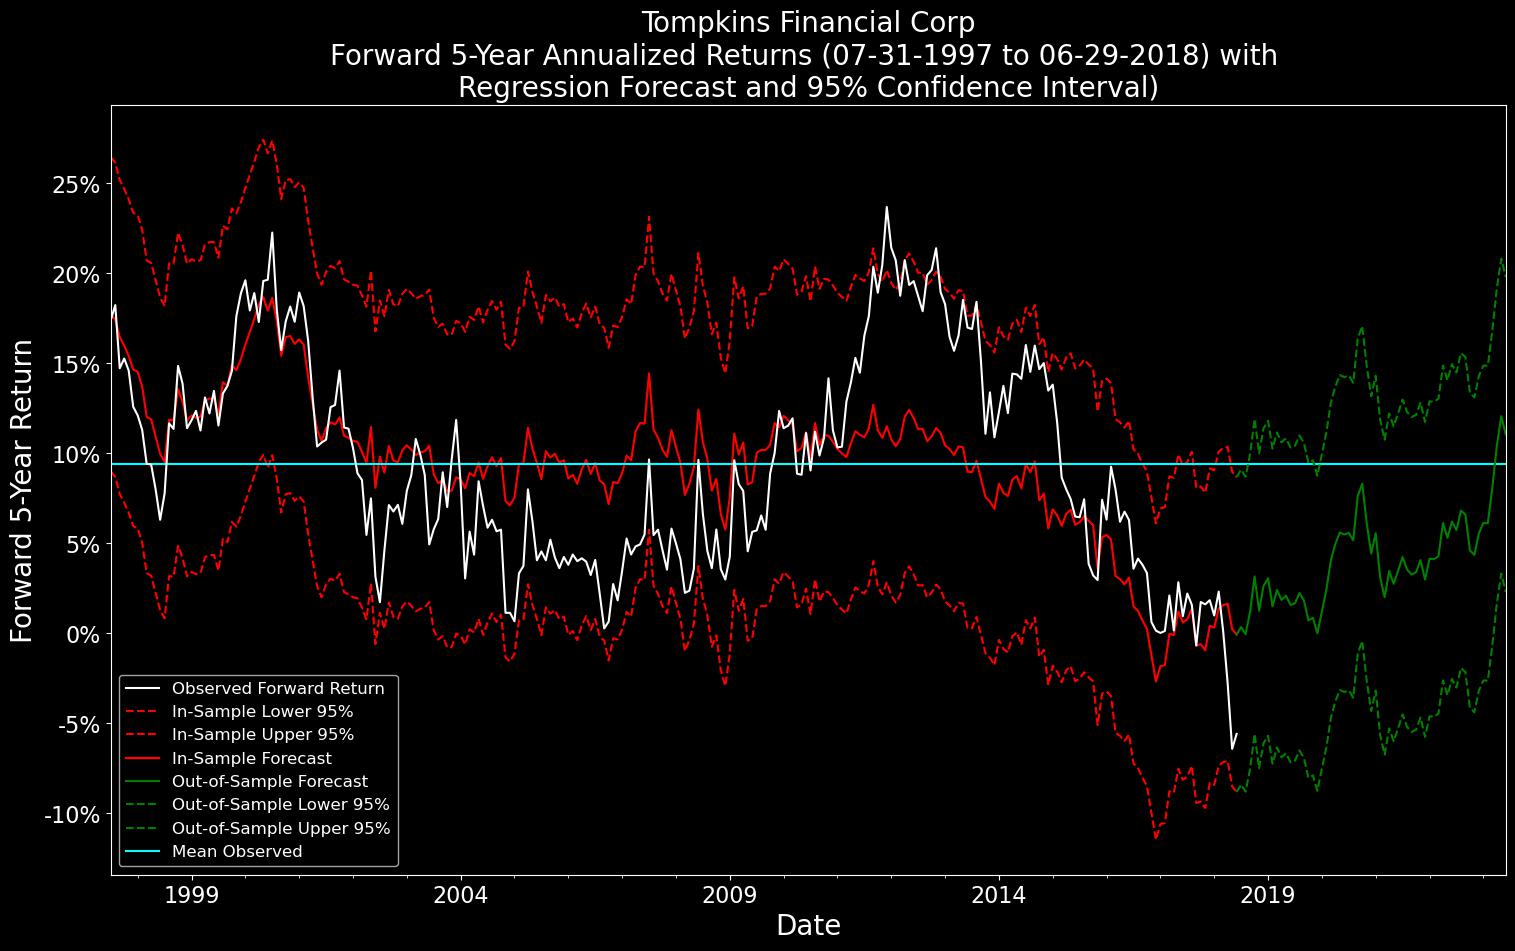 Tompkins Financial Corp
Forward 5-Year Annualized Returns (07-31-1997 to 06-29-2018) with
Regression Forecast and 95% Confidence Interval)
Forward 5-Year Return
25%
20%
15%
10%
5%
0%
-5%
-10%
Observed Forward Return
In-Sample Lower 95%
In-Sample Upper 95%
In-Sample Forecast
Out-of-Sample Forecast
Out-of-Sample Lower 95%
Out-of-Sample Upper 95%
Mean Observed
1999 2004 2009 2014 2019
Date